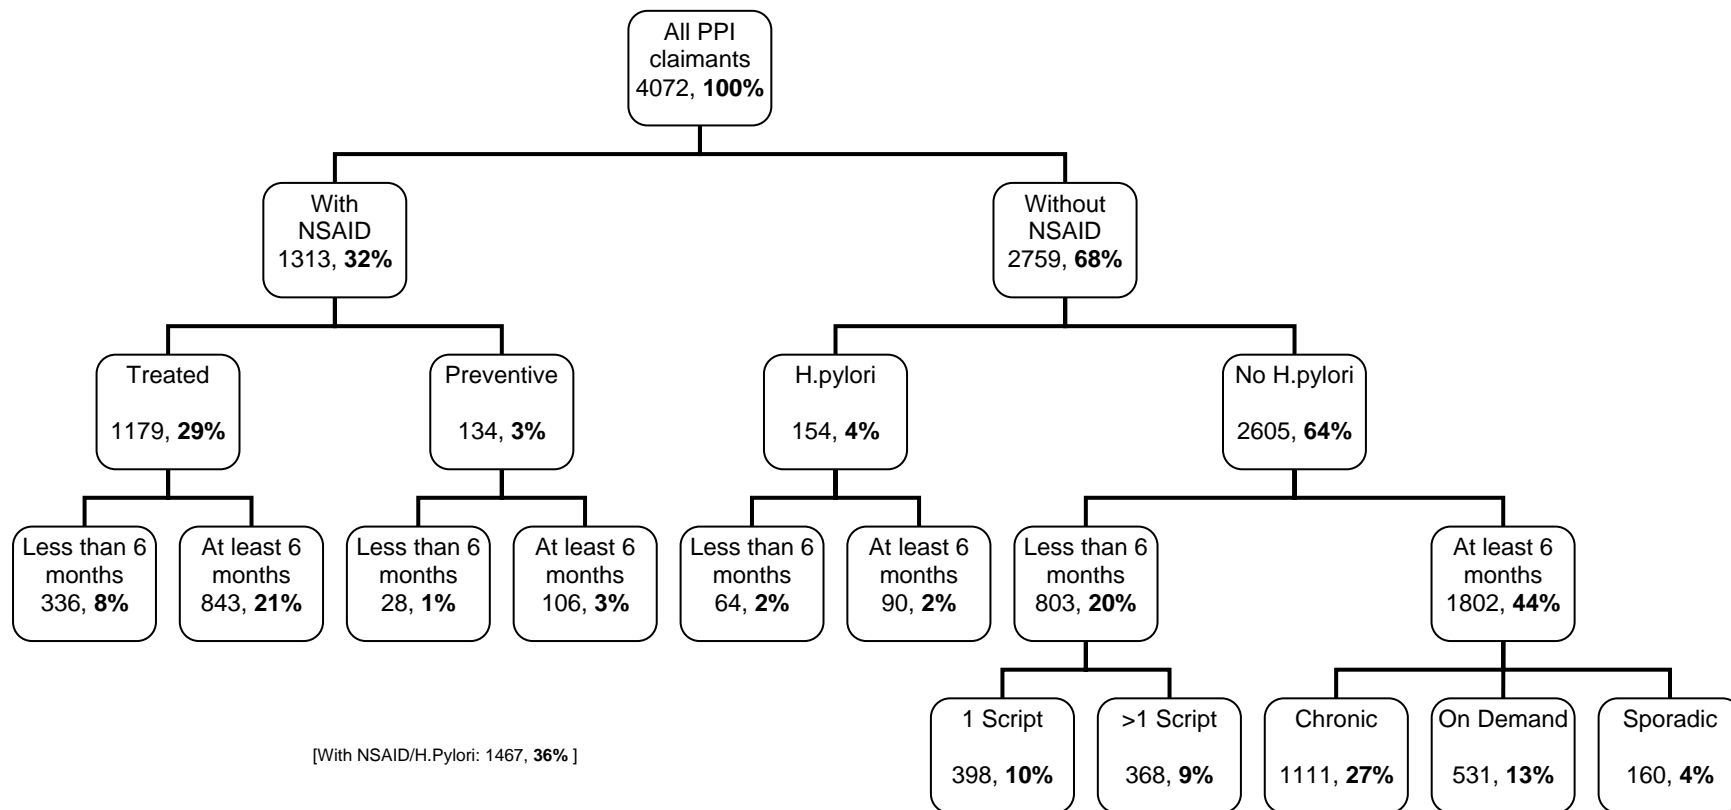 All PPI
claimants
4072, 100%
With
NSAID
1313, 32%
Without
NSAID
2759, 68%
Treated
1179, 29%
Preventive
134, 3%
H.pylori
154, 4%
No H.pylori
2605, 64%
Less than 6
months
336, 8%
At least 6
months
843, 21%
Less than 6
months
28, 1%
At least 6
months
106, 3%
Less than 6
months
64, 2%
At least 6
months
90, 2%
Less than 6
months
803, 20%
At least 6
months
1802, 44%
1 Script
398, 10%
>1 Script
368, 9%
Chronic
1111, 27%
On Demand
531, 13%
Sporadic
160, 4%
[With NSAID/H.Pylori: 1467, 36% ]